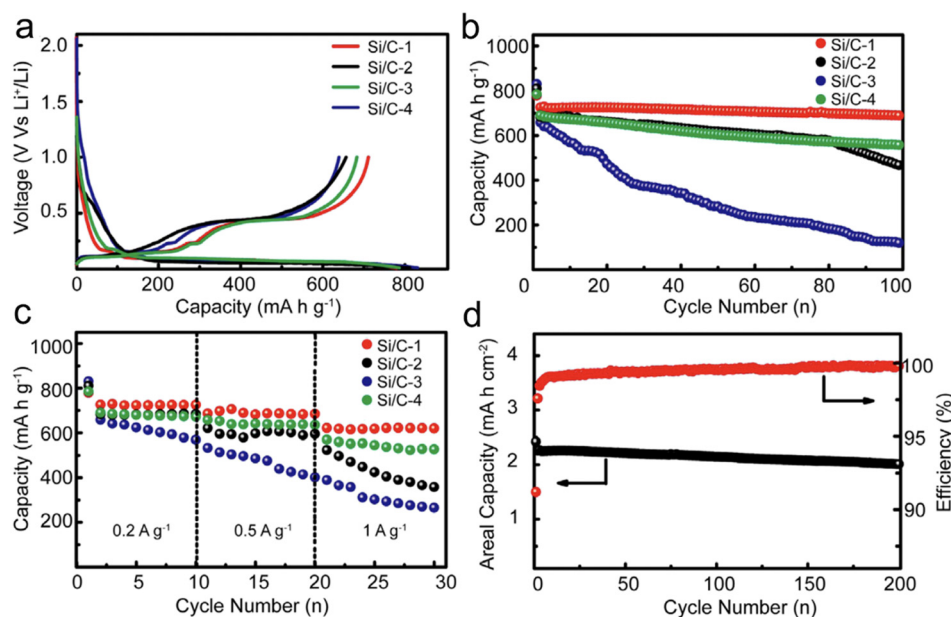 a
2.0
1.5
1.0
0.5
Voltage (V Vs Li⁺/Li)
Si/C-1
Si/C-2
Si/C-3
Si/C-4
0 200 400 600 800
Capacity (mA h g⁻¹)
b
1000
800
600
400
200
0
Capacity (mA h g⁻¹)
Si/C-1
Si/C-2
Si/C-3
Si/C-4
0 20 40 60 80 100
Cycle Number (n)
c
1000
800
600
400
200
0
Capacity (mA h g⁻¹)
Si/C-1
Si/C-2
Si/C-3
Si/C-4
0.2 A g⁻¹
0.5 A g⁻¹
1 A g⁻¹
0 5 10 15 20 25 30
Cycle Number (n)
d
4
3
2
1
Areal Capacity (mA h cm⁻²)
100
95
90
Efficiency (%)
0 50 100 150 200
Cycle Number (n)